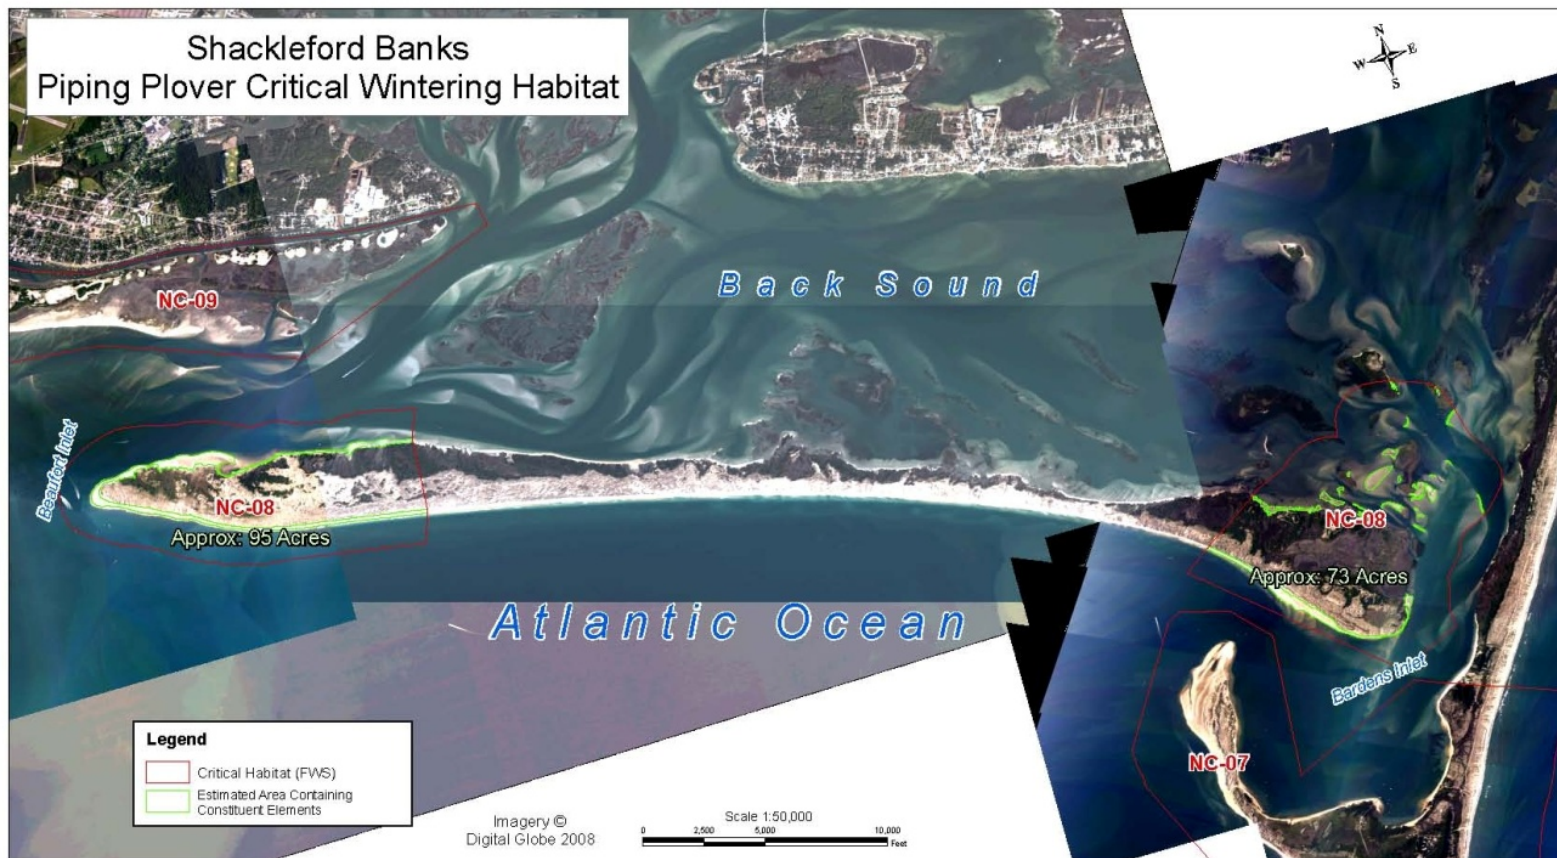 Shackleford Banks
Piping Plover Critical Wintering Habitat
N
W E
S
Back Sound
NC-09
Beaufort Inlet
NC-08
Approx: 95 Acres
NC-08
Approx: 73 Acres
Atlantic Ocean
Bardens Inlet
NC-07
Legend
Critical Habitat (FWS)
Estimated Area Containing
Constituent Elements
Imagery ©
Digital Globe 2008
Scale 1:50,000
0 2,500 5,000 10,000
Feet